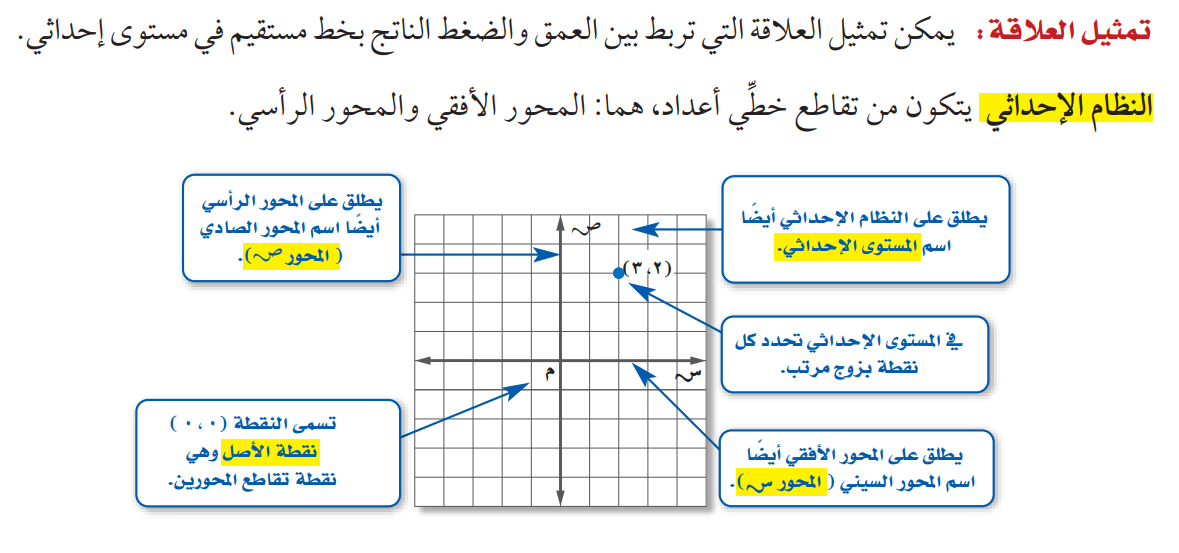 تمثيل العلاقة : يمكن تمثيل العلاقة التي تربط بين العمق والضغط الناتج بخط مستقيم في مستوى إحداثي.
النظام الإحداثي يتكون من تقاطع خطِّي أعداد، هما: المحور الأفقي والمحور الرأسي.
يطلق على النظام الإحداثي أيضًا
اسم المستوى الإحداثي.
يطلق على المحور الرأسي
أيضًا اسم المحور الصادي
( المحور ص).
ص
(٣،٢)
في المستوى الإحداثي تحدد كل
نقطة بزوج مرتب.
س
م
تسمى النقطة (٠،٠)
نقطة الأصل وهي
نقطة تقاطع المحورين.
يطلق على المحور الأفقي أيضًا
اسم المحور السيني ( المحور س).